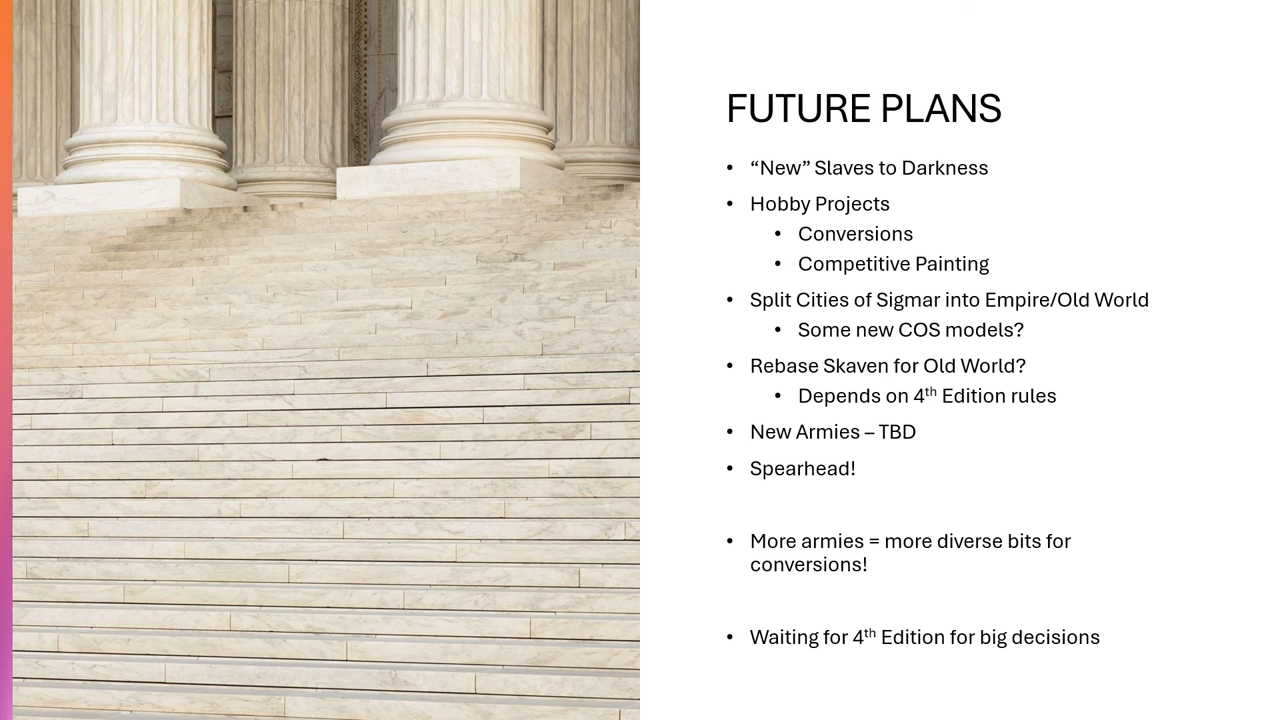 FUTURE PLANS
• “New” Slaves to Darkness
• Hobby Projects
• Conversions
• Competitive Painting
• Split Cities of Sigmar into Empire/Old World
• Some new COS models?
• Rebase Skaven for Old World?
• Depends on 4th Edition rules
• New Armies – TBD
• Spearhead!
• More armies = more diverse bits for
conversions!
• Waiting for 4th Edition for big decisions